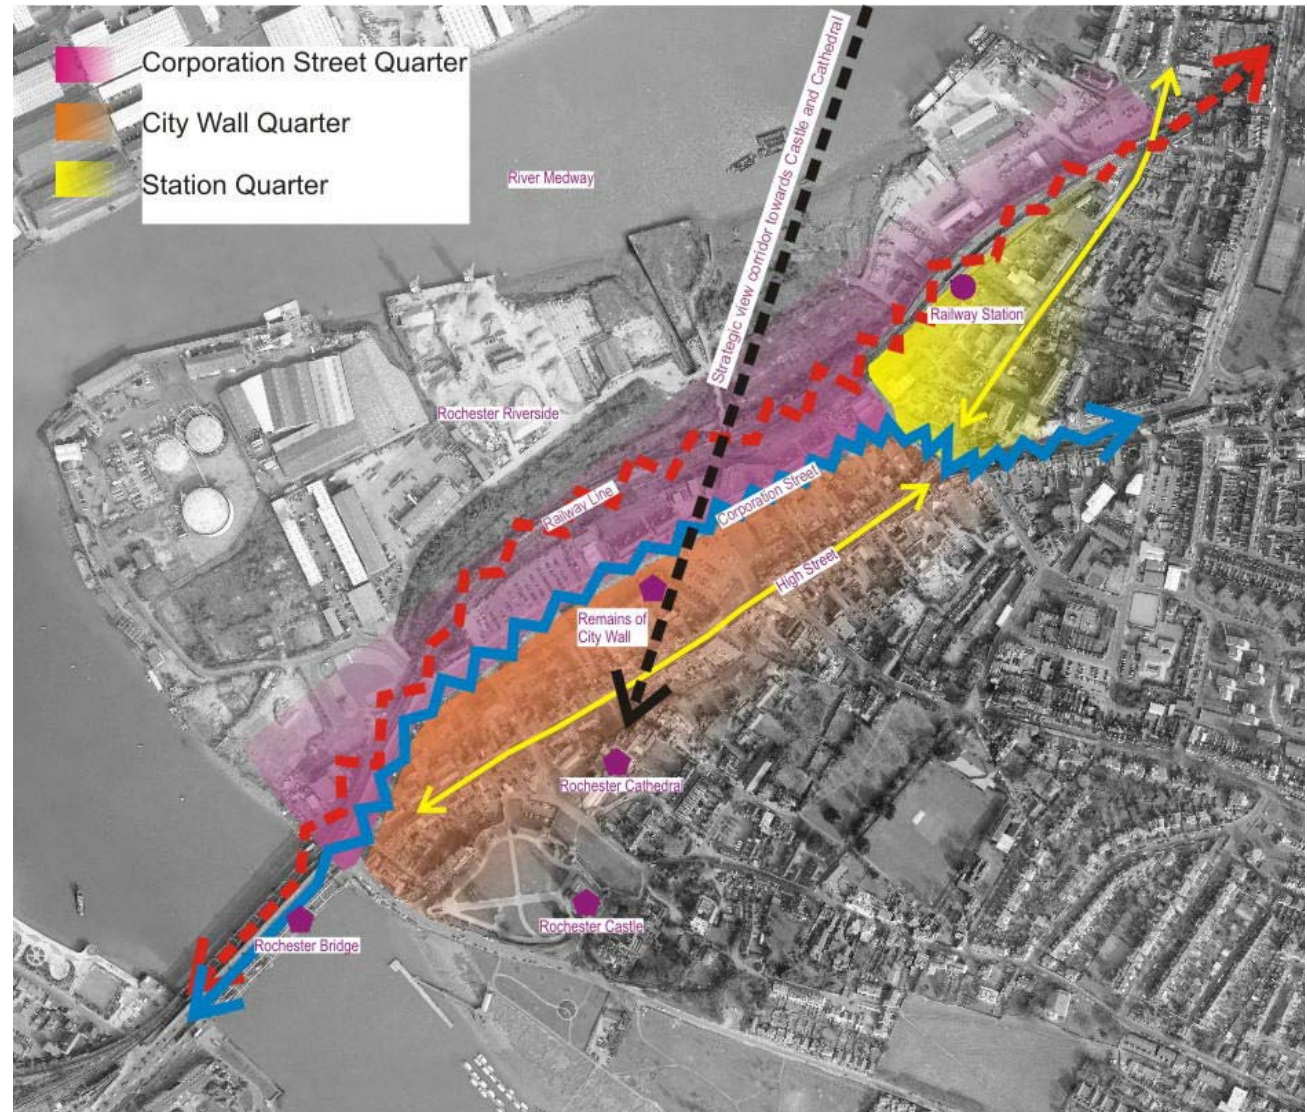 Corporation Street Quarter
City Wall Quarter
Station Quarter
River Medway
Strategic view corridor towards Castle and Cathedral
Railway Station
Rochester Riverside
Railway Line
Corporation Street
High Street
Remains of
City Wall
Rochester Cathedral
Rochester Castle
Rochester Bridge